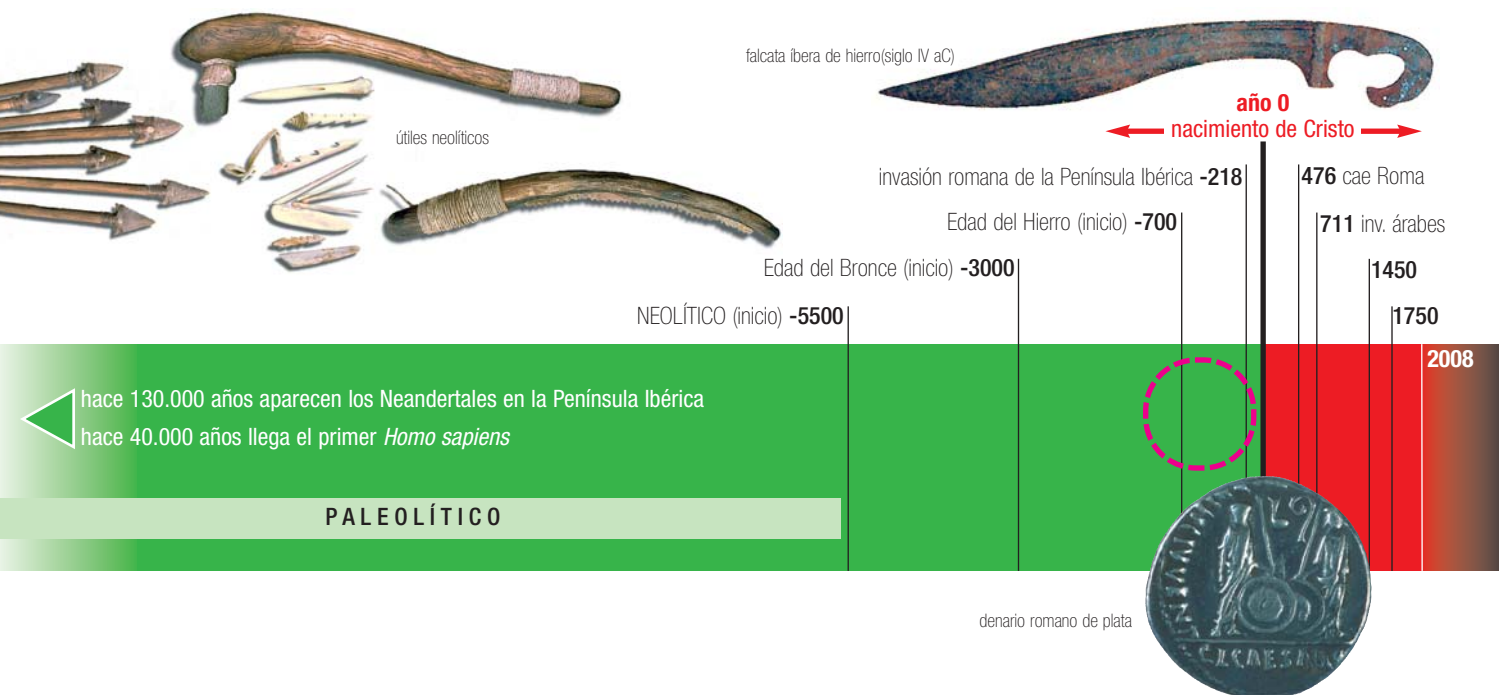 falcata íbera de hierro(siglo IV aC)
útiles neolíticos
año 0
nacimiento de Cristo
invasión romana de la Península Ibérica -218
476 cae Roma
Edad del Hierro (inicio) -700
711 inv. árabes
Edad del Bronce (inicio) -3000
1450
NEOLÍTICO (inicio) -5500
1750
2008
hace 130.000 años aparecen los Neandertales en la Península Ibérica
hace 40.000 años llega el primer Homo sapiens
PALEOLÍTICO
denario romano de plata